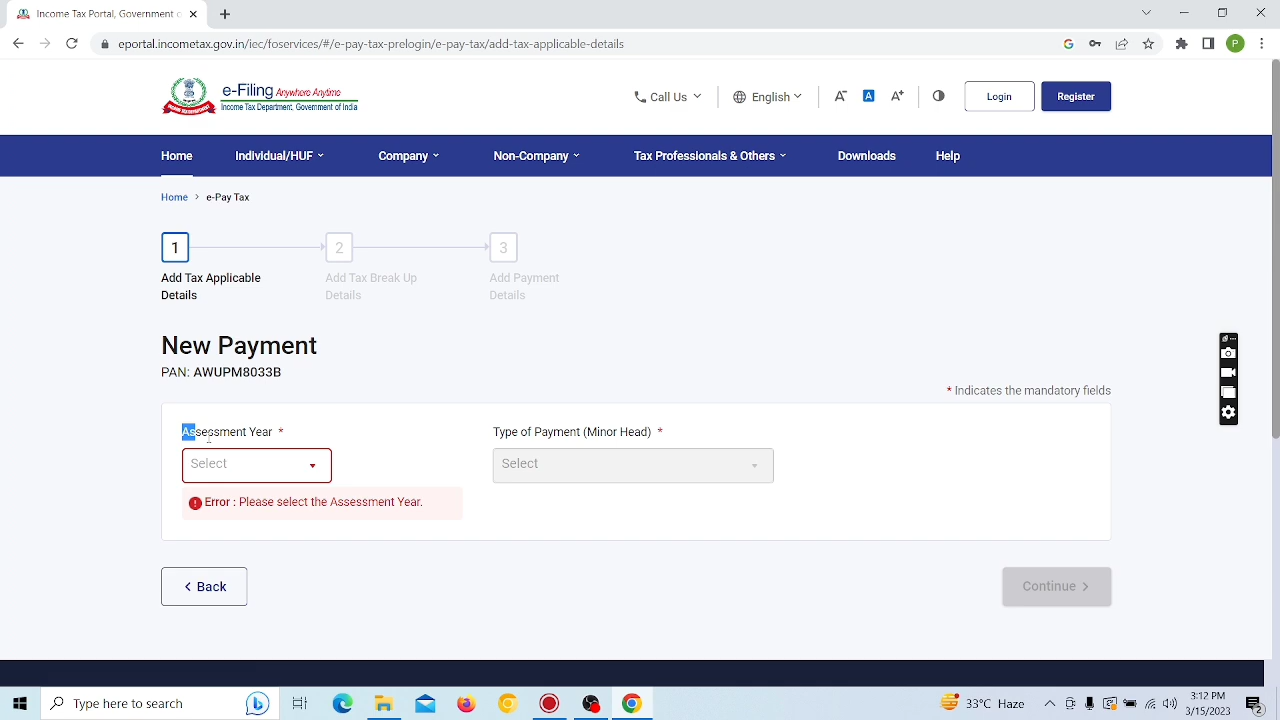 Income Tax Portal, Government o
eportal.incometax.gov.in/iec/foservices/#/e-pay-tax-prelogin/e-pay-tax/add-tax-applicable-details
P
e-Filing Anywhere Anytime
Income Tax Department, Government of India
Call Us
English
A-
A
A+
Login
Register
Home
Individual/HUF
Company
Non-Company
Tax Professionals & Others
Downloads
Help
Home > e-Pay Tax
1
2
3
Add Tax Applicable
Details
Add Tax Break Up
Details
Add Payment
Details
New Payment
PAN: AWUPM8033B
* Indicates the mandatory fields
Assessment Year *
Type of Payment (Minor Head) *
Select
Select
Error : Please select the Assessment Year.
< Back
Continue >
Type here to search
33°C Haze
3:12 PM
3/15/2023
2